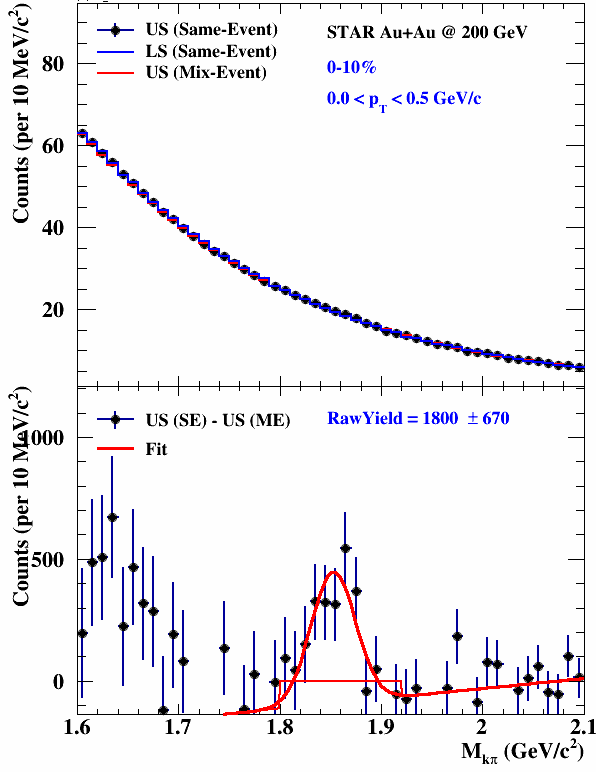 US (Same-Event)
LS (Same-Event)
US (Mix-Event)
STAR Au+Au @ 200 GeV
0-10%
0.0 < p_T < 0.5 GeV/c
Counts (per 10 MeV/c²)
80
60
40
20
US (SE) - US (ME)
Fit
RawYield = 1800 ± 670
Counts (per 10 MeV/c²)
1000
500
0
1.6 1.7 1.8 1.9 2 2.1
M_kπ (GeV/c²)